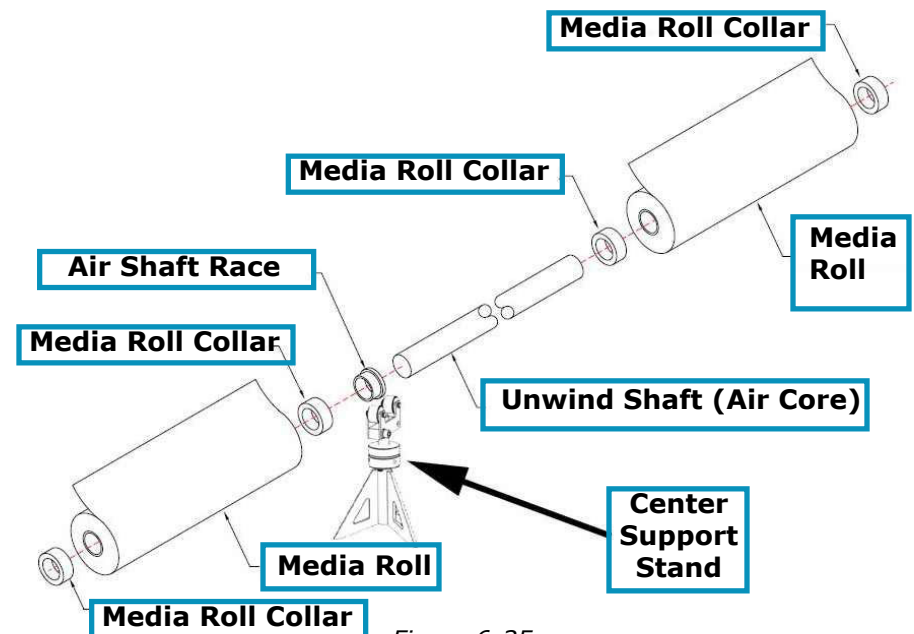 Media Roll Collar
Media Roll Collar
Media
Roll
Air Shaft Race
Media Roll Collar
Unwind Shaft (Air Core)
Center
Support
Stand
Media Roll
Media Roll Collar